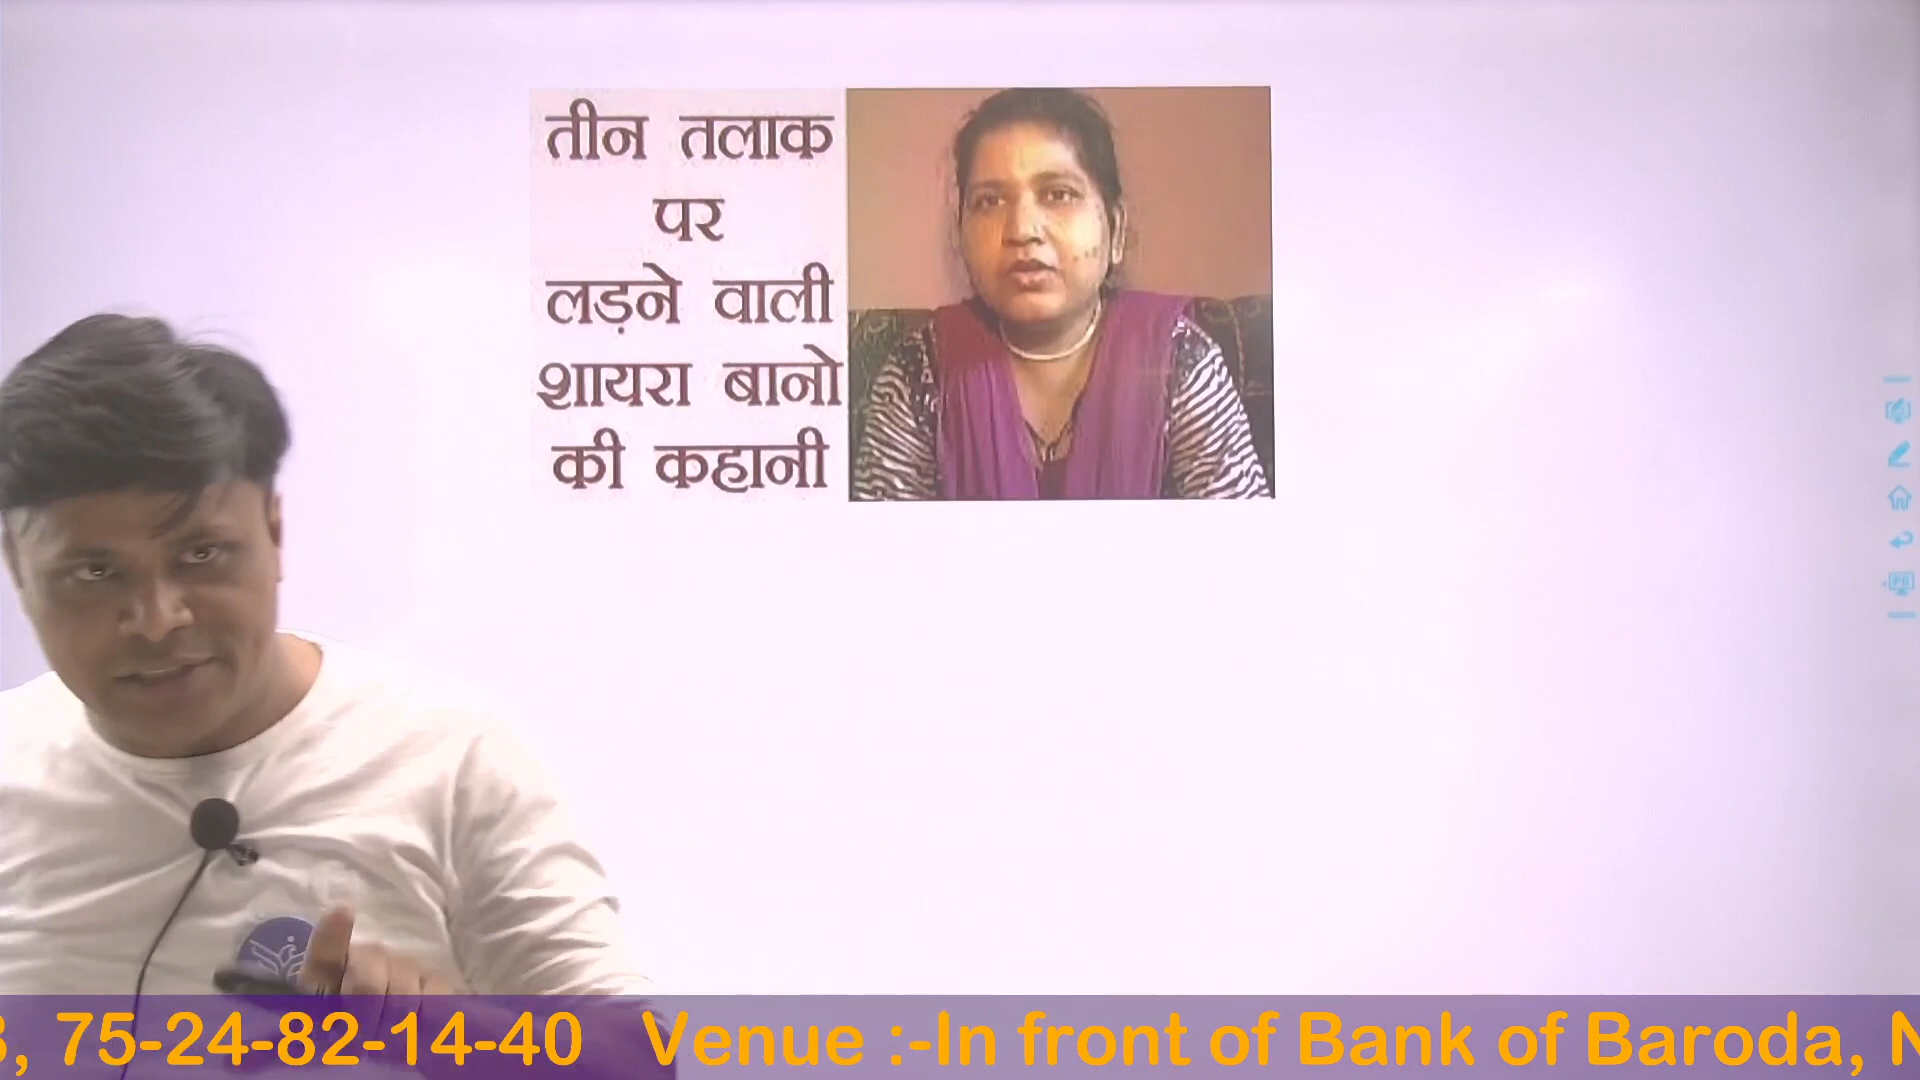 तीन तलाक
पर
लड़ने वाली
शायरा बानो
की कहानी
, 75-24-82-14-40 Venue :-In front of Bank of Baroda, N